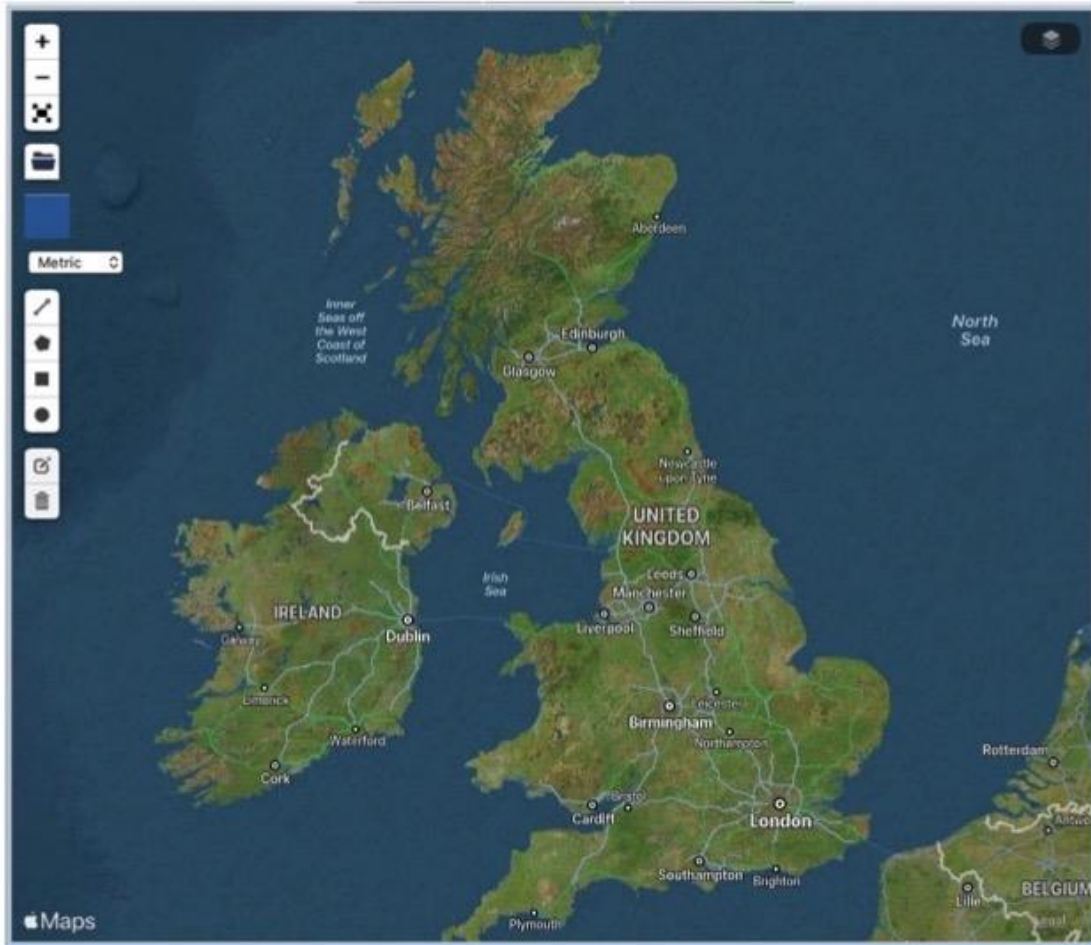 +
−
Metric
Aberdeen
Inner
Seas off
the West
Coast of
Scotland
North
Sea
Edinburgh
Glasgow
Newcastle
upon Tyne
Belfast
UNITED
KINGDOM
Irish
Sea
Leeds
Manchester
IRELAND
Dublin
Liverpool
Sheffield
Galway
Limerick
Leicester
Birmingham
Waterford
Northampton
Rotterdam
Cork
Bristol
Cardiff
London
Antwe
Southampton
Brighton
BELGIUM
Lille
Plymouth
Maps
Legal